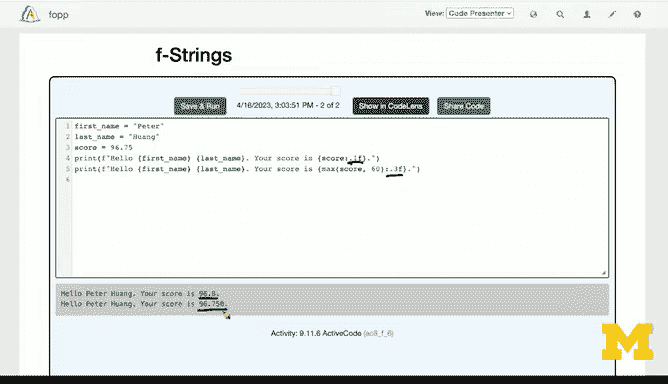 fopp
View: Code Presenter
f-Strings
Save & Run
4/16/2023, 3:03:51 PM - 2 of 2
Show in CodeLens
Share Code
1 first_name = "Peter"
2 last_name = "Huang"
3 score = 96.75
4 print(f"Hello {first_name} {last_name}. Your score is {score:.1f}.")
5 print(f"Hello {first_name} {last_name}. Your score is {max(score, 60):.3f}.")
6
Hello Peter Huang. Your score is 96.8.
Hello Peter Huang. Your score is 96.750.
Activity: 9.11.6 ActiveCode (ac8_f_6)
M